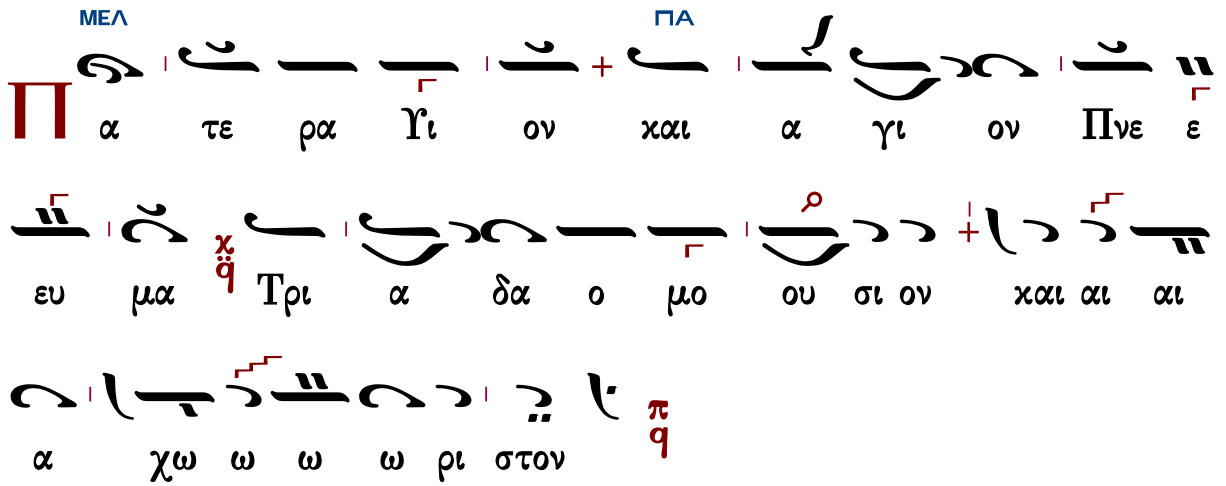 ΜΕΛ ΠΑ
Πα τε ρα Υι ον και α γι ον Πνε ε
ευ μα χ q Τρι α δα ο μο ου σι ον και αι αι
α χω ω ω ω ρι στον π q